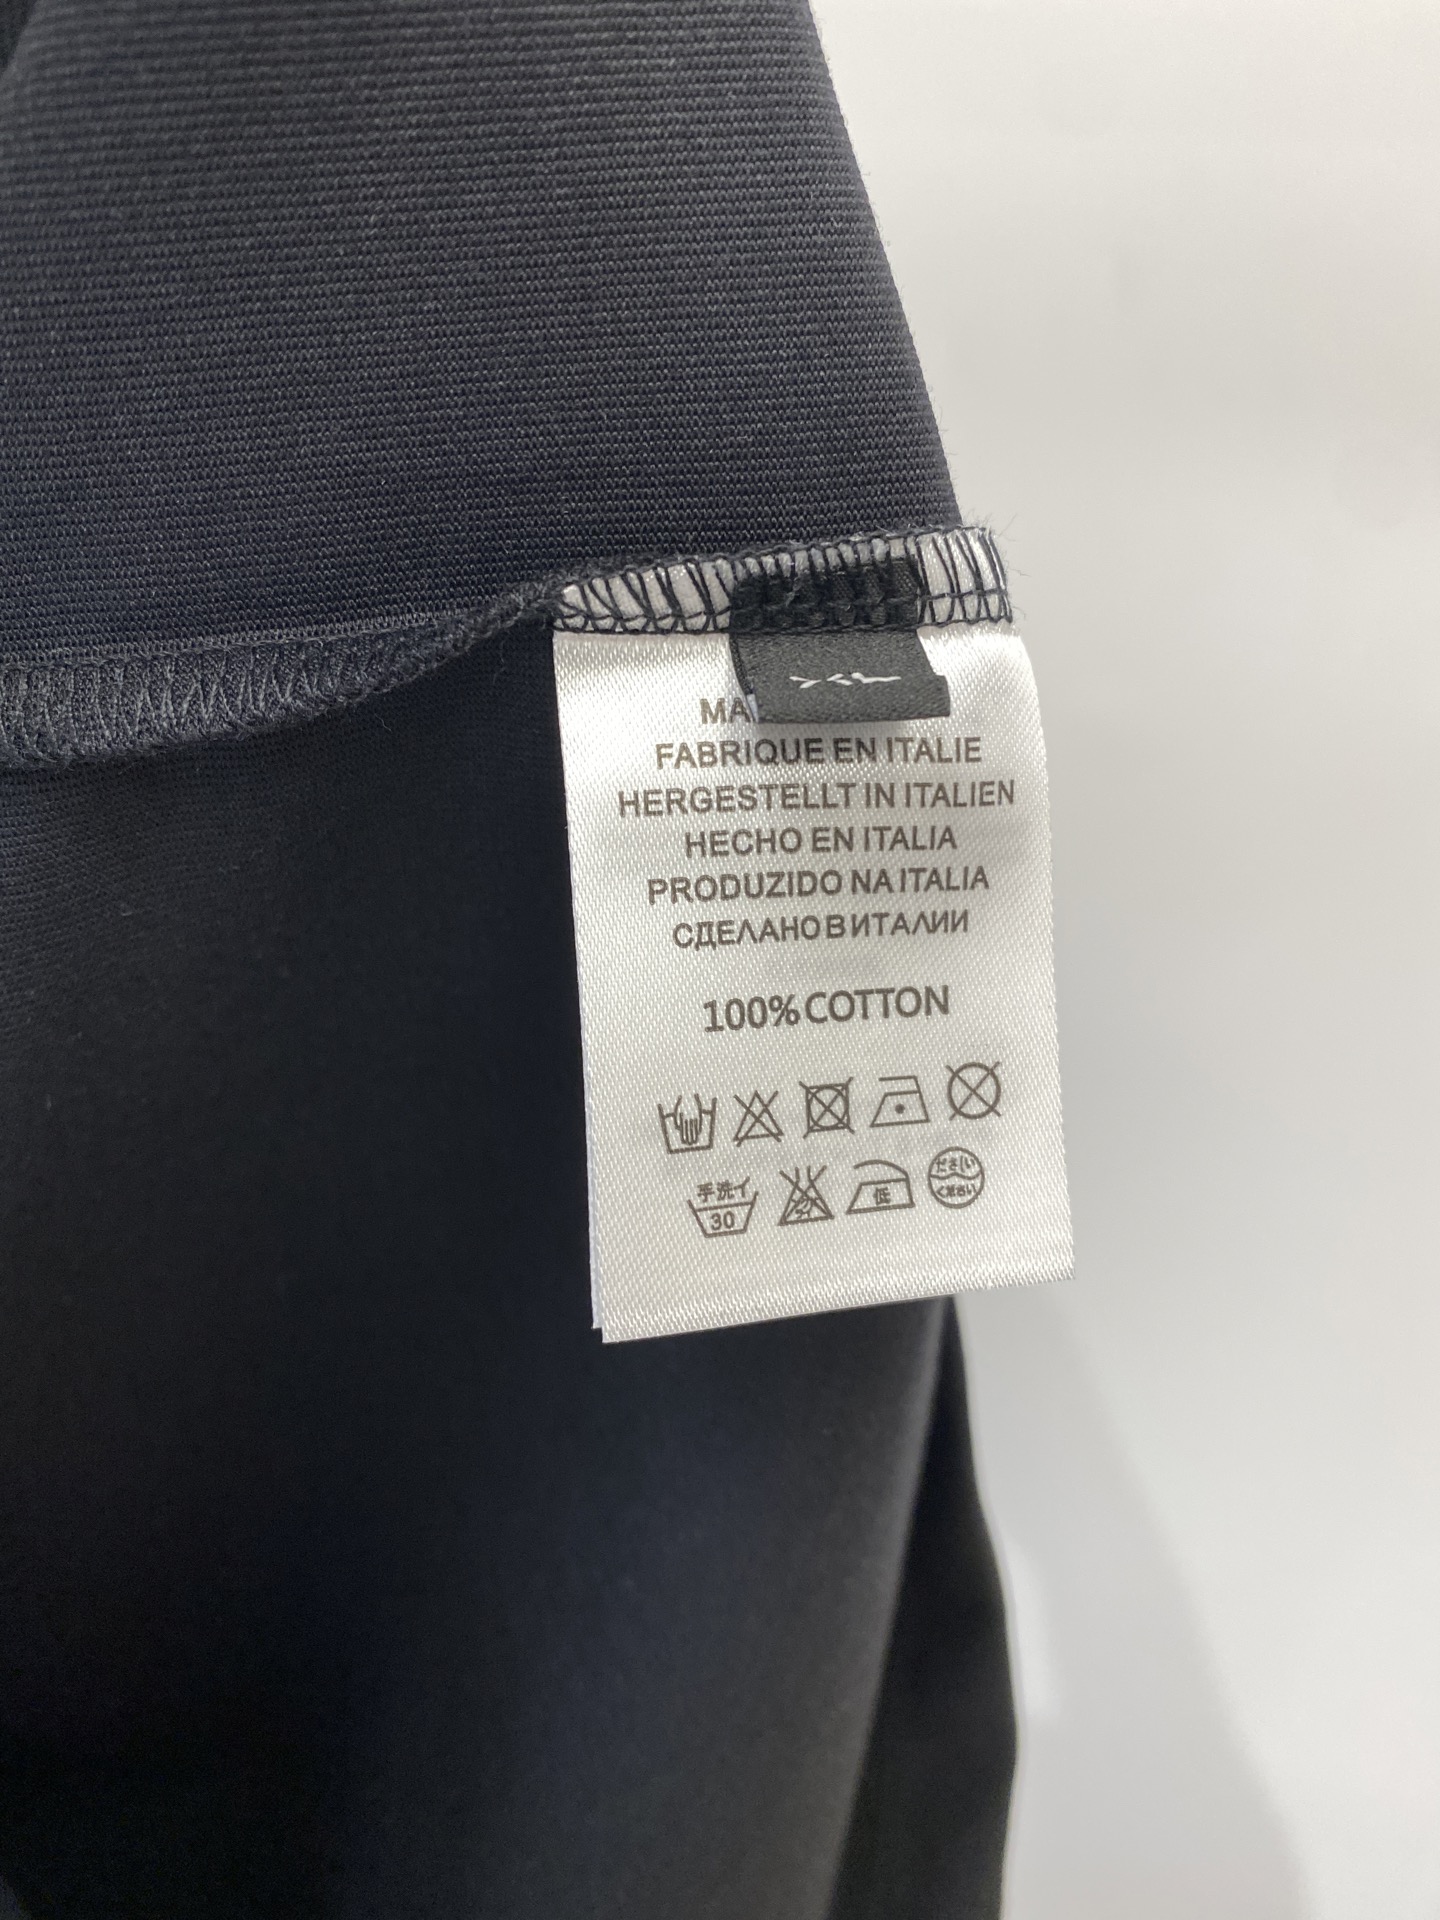 MA
FABRIQUE EN ITALIE
HERGESTELLT IN ITALIEN
HECHO EN ITALIA
PRODUZIDO NA ITALIA
СДЕЛАНО В ИТАЛИИ
100% COTTON
手洗イ
30
低